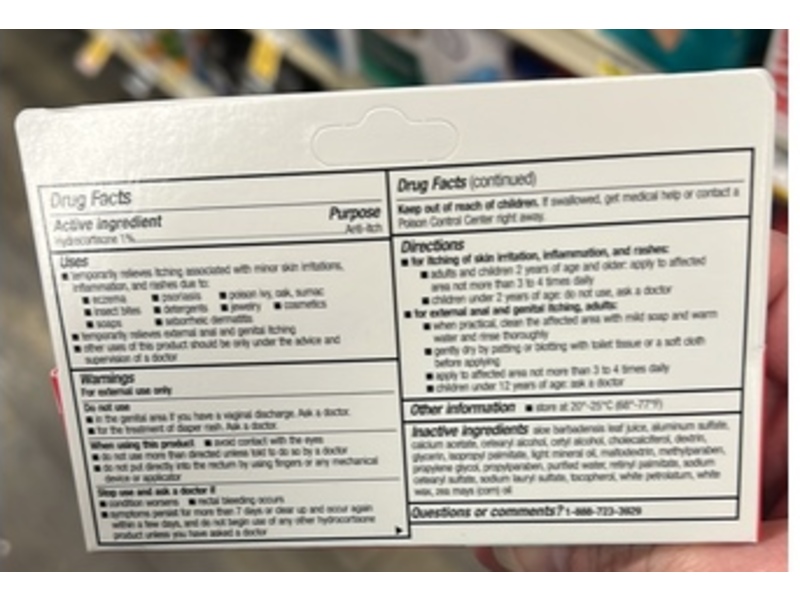 Drug Facts
Active ingredient Purpose
Hydrocortisone 1% Anti-itch
Uses
■ temporarily relieves itching associated with minor skin irritations,
inflammation, and rashes due to:
■ eczema ■ psoriasis ■ poison ivy, oak, sumac
■ insect bites ■ detergents ■ jewelry ■ cosmetics
■ soaps ■ seborrheic dermatitis
■ temporarily relieves external anal and genital itching
■ other uses of this product should be only under the advice and
supervision of a doctor
Warnings
For external use only
Do not use
■ in the genital area if you have a vaginal discharge. Ask a doctor.
■ for the treatment of diaper rash. Ask a doctor.
When using this product ■ avoid contact with the eyes
■ do not use more than directed unless told to do so by a doctor
■ do not put directly into the rectum by using fingers or any mechanical
device or applicator
Stop use and ask a doctor if
■ condition worsens ■ rectal bleeding occurs
■ symptoms persist for more than 7 days or clear up and occur again
within a few days, and do not begin use of any other hydrocortisone
product unless you have asked a doctor
Drug Facts (continued)
Keep out of reach of children. If swallowed, get medical help or contact a
Poison Control Center right away.
Directions
■ for itching of skin irritation, inflammation, and rashes:
■ adults and children 2 years of age and older: apply to affected
area not more than 3 to 4 times daily
■ children under 2 years of age: do not use, ask a doctor
■ for external anal and genital itching, adults:
■ when practical, clean the affected area with mild soap and warm
water and rinse thoroughly
■ gently dry by patting or blotting with toilet tissue or a soft cloth
before applying
■ apply to affected area not more than 3 to 4 times daily
■ children under 12 years of age: ask a doctor
Other information ■ store at 20°-25°C (68°-77°F)
Inactive ingredients aloe barbadensis leaf juice, aluminum sulfate,
calcium acetate, cetearyl alcohol, cetyl alcohol, cholecalciferol, dextrin,
glycerin, isopropyl palmitate, light mineral oil, maltodextrin, methylparaben,
propylene glycol, propylparaben, purified water, retinyl palmitate, sodium
cetearyl sulfate, sodium lauryl sulfate, tocopherol, white petrolatum, white
wax, zea mays (corn) oil
Questions or comments? 1-888-723-3929